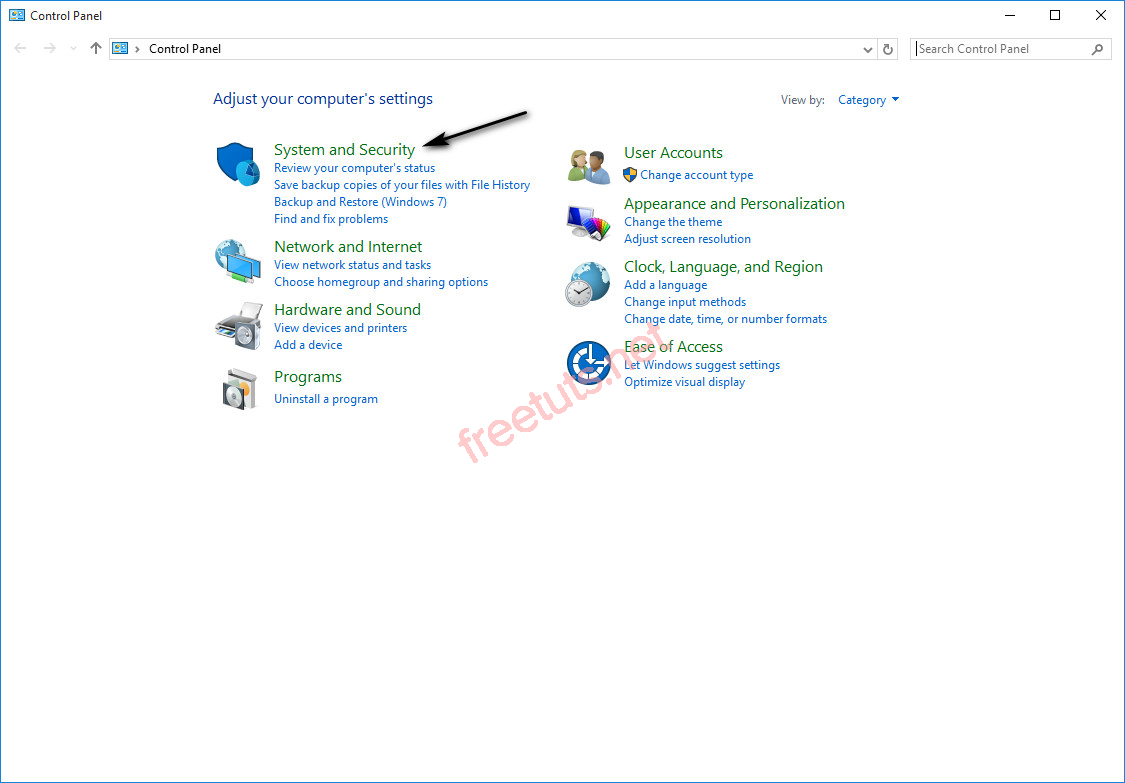 Control Panel
Control Panel
Search Control Panel
Adjust your computer's settings
View by: Category
System and Security
Review your computer's status
Save backup copies of your files with File History
Backup and Restore (Windows 7)
Find and fix problems
Network and Internet
View network status and tasks
Choose homegroup and sharing options
Hardware and Sound
View devices and printers
Add a device
Programs
Uninstall a program
User Accounts
Change account type
Appearance and Personalization
Change the theme
Adjust screen resolution
Clock, Language, and Region
Add a language
Change input methods
Change date, time, or number formats
Ease of Access
Let Windows suggest settings
Optimize visual display
freetuts.net